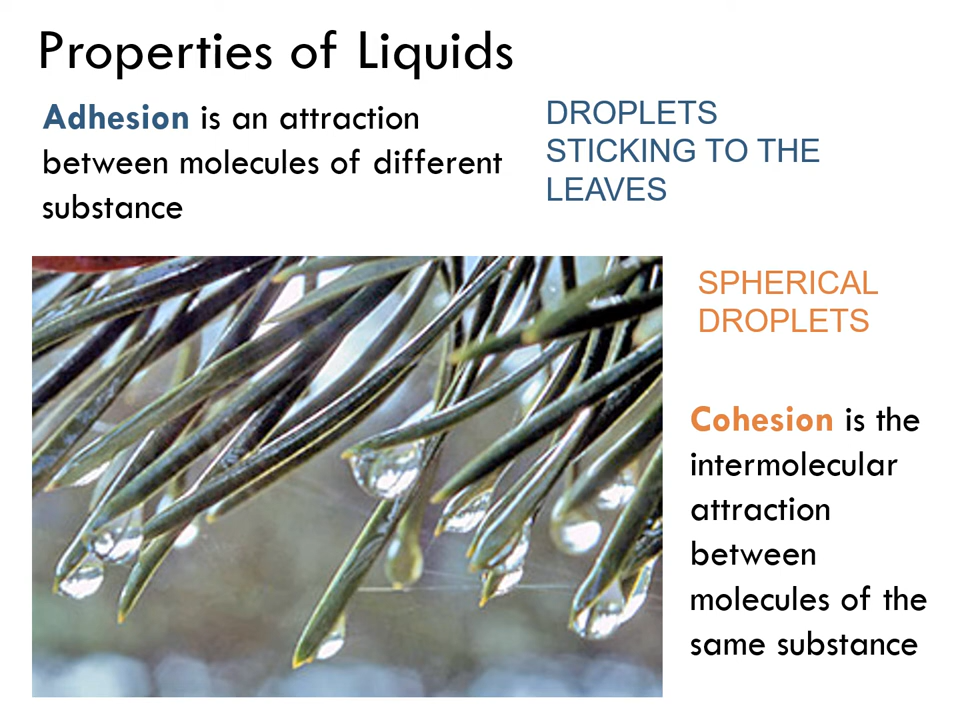 Properties of Liquids
Adhesion is an attraction
between molecules of different
substance
DROPLETS
STICKING TO THE
LEAVES
SPHERICAL
DROPLETS
Cohesion is the
intermolecular
attraction
between
molecules of the
same substance